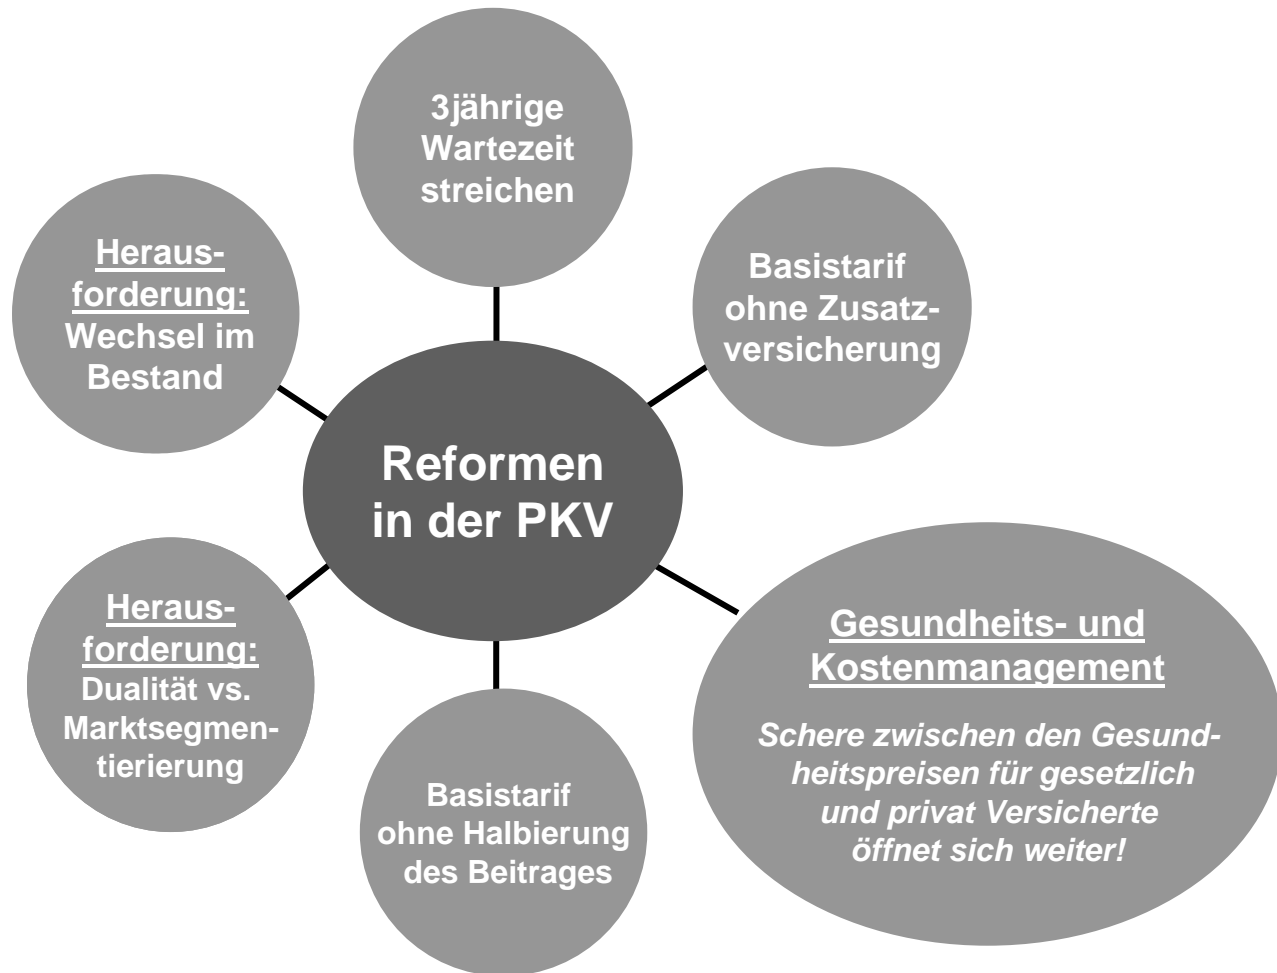 3jährige
Wartezeit
streichen
Heraus-
forderung:
Wechsel im
Bestand
Basistarif
ohne Zusatz-
versicherung
Reformen
in der PKV
Heraus-
forderung:
Dualität vs.
Marktsegmen-
tierierung
Gesundheits- und
Kostenmanagement
Schere zwischen den Gesund-
heitspreisen für gesetzlich
und privat Versicherte
öffnet sich weiter!
Basistarif
ohne Halbierung
des Beitrages